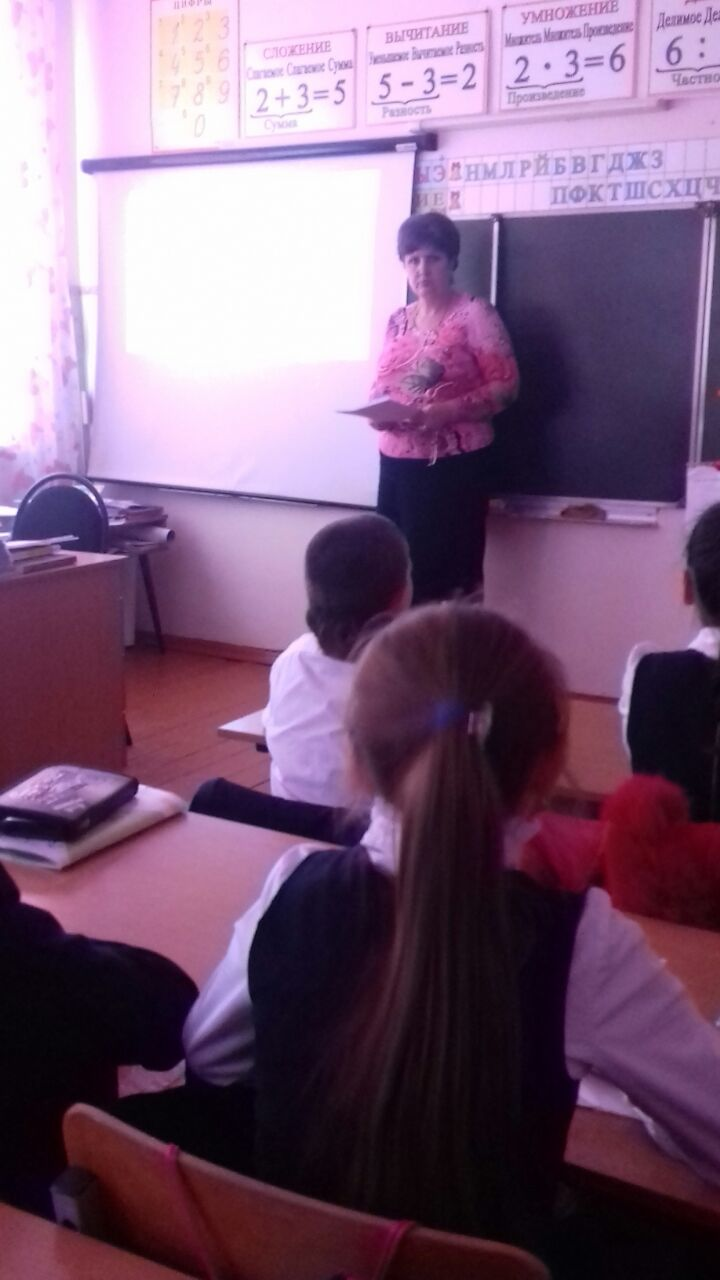 ЦИФРЫ
1 2 3
4 5 6
7 8 9
0
СЛОЖЕНИЕ
Слагаемое Слагаемое Сумма
2 + 3 = 5
Сумма
ВЫЧИТАНИЕ
Уменьшаемое Вычитаемое Разность
5 - 3 = 2
Разность
УМНОЖЕНИЕ
Множитель Множитель Произведение
2 · 3 = 6
Произведение
Делимое
6 :
Частно
Э НМЛРЙБВГДЖЗ
Е ПФКТШСХЦЧ